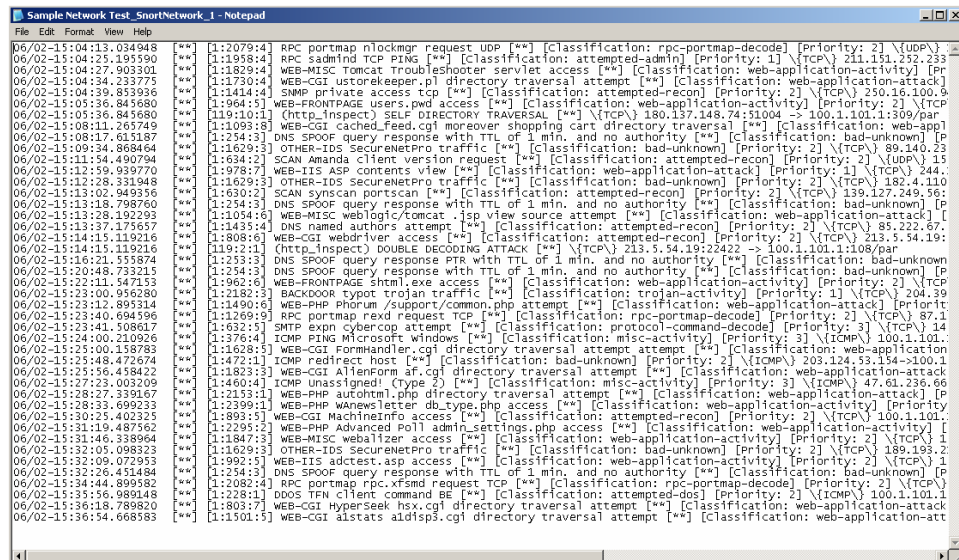 Sample Network Test_SnortNetwork_1 - Notepad
File Edit Format View Help
06/02-15:04:13.034948 [**] [1:2079:4] RPC portmap nlockmgr request UDP [**] [Classification: rpc-portmap-decode] [Priority: 2] \{UDP\}
06/02-15:04:25.195590 [**] [1:1958:4] RPC sadmind TCP PING [**] [Classification: attempted-admin] [Priority: 1] \{TCP\} 211.151.252.233
06/02-15:04:27.903301 [**] [1:1829:4] WEB-MISC Tomcat TroubleShooter servlet access [**] [Classification: web-application-activity] [Pr
06/02-15:04:34.233775 [**] [1:1730:4] WEB-CGI ustorekeeper.pl directory traversal attempt [**] [Classification: web-application-attack]
06/02-15:04:39.853936 [**] [1:1414:4] SNMP private access tcp [**] [Classification: attempted-recon] [Priority: 2] \{TCP\} 250.16.100.9
06/02-15:05:36.845680 [**] [1:964:5] WEB-FRONTPAGE users.pwd access [**] [Classification: web-application-activity] [Priority: 2] \{TCP
06/02-15:05:36.845680 [**] [119:10:1] (http_inspect) SELF DIRECTORY TRAVERSAL [**] \{TCP\} 180.137.148.74:51004 -> 100.1.101.1:309/par
06/02-15:08:11.265749 [**] [1:1093:8] WEB-CGI cached_feed.cgi moreover shopping cart directory traversal [**] [Classification: web-appl
06/02-15:08:17.615187 [**] [1:254:3] DNS SPOOF query response with TTL of 1 min. and no authority [**] [Classification: bad-unknown] [P
06/02-15:09:34.868464 [**] [1:1629:3] OTHER-IDS SecureNetPro traffic [**] [Classification: bad-unknown] [Priority: 2] \{TCP\} 89.140.23
06/02-15:11:54.490794 [**] [1:634:2] SCAN Amanda client version request [**] [Classification: attempted-recon] [Priority: 2] \{UDP\} 15
06/02-15:12:59.939770 [**] [1:978:7] WEB-IIS ASP contents view [**] [Classification: web-application-attack] [Priority: 1] \{TCP\} 244.
06/02-15:12:28.331948 [**] [1:1629:3] OTHER-IDS SecureNetPro traffic [**] [Classification: bad-unknown] [Priority: 2] \{TCP\} 182.4.110
06/02-15:13:02.949356 [**] [1:630:2] SCAN synscan portscan [**] [Classification: attempted-recon] [Priority: 2] \{TCP\} 139.127.249.56:
06/02-15:13:18.798760 [**] [1:254:3] DNS SPOOF query response with TTL of 1 min. and no authority [**] [Classification: bad-unknown] [P
06/02-15:13:28.192293 [**] [1:1054:6] WEB-MISC weblogic/tomcat .jsp view source attempt [**] [Classification: web-application-attack] [
06/02-15:13:37.175657 [**] [1:1435:4] DNS named authors attempt [**] [Classification: attempted-recon] [Priority: 2] \{TCP\} 85.222.67.
06/02-15:14:15.119216 [**] [1:808:6] WEB-CGI webdriver access [**] [Classification: attempted-recon] [Priority: 2] \{TCP\} 213.5.54.19:
06/02-15:14:15.119216 [**] [119:2:1] (http_inspect) DOUBLE DECODING ATTACK [**] \{TCP\} 213.5.54.19:22422 -> 100.1.101.1:108/par
06/02-15:16:21.555874 [**] [1:253:3] DNS SPOOF query response PTR with TTL of 1 min. and no authority [**] [Classification: bad-unknown
06/02-15:20:48.733215 [**] [1:254:3] DNS SPOOF query response with TTL of 1 min. and no authority [**] [Classification: bad-unknown] [P
06/02-15:22:11.547153 [**] [1:962:6] WEB-FRONTPAGE shtml.exe access [**] [Classification: web-application-activity] [Priority: 2] \{TCP
06/02-15:23:00.956280 [**] [1:2182:3] BACKDOOR typot trojan traffic [**] [Classification: trojan-activity] [Priority: 1] \{TCP\} 204.39
06/02-15:23:12.895314 [**] [1:1490:6] WEB-PHP Phorum /support/common.php attempt [**] [Classification: web-application-attack] [Priorit
06/02-15:23:40.694596 [**] [1:1269:9] RPC portmap rexd request TCP [**] [Classification: rpc-portmap-decode] [Priority: 2] \{TCP\} 87.1
06/02-15:23:41.508617 [**] [1:632:5] SMTP expn cybercop attempt [**] [Classification: protocol-command-decode] [Priority: 3] \{TCP\} 14
06/02-15:24:00.210926 [**] [1:376:4] ICMP PING Microsoft Windows [**] [Classification: misc-activity] [Priority: 3] \{ICMP\} 100.1.101.
06/02-15:25:00.158783 [**] [1:1628:5] WEB-CGI FormHandler.cgi directory traversal attempt attempt [**] [Classification: web-application
06/02-15:25:48.472674 [**] [1:472:1] ICMP redirect host [**] [Classification: bad-unknown] [Priority: 2] \{ICMP\} 203.124.53.154->100.1
06/02-15:25:56.458422 [**] [1:1823:3] WEB-CGI AlienForm af.cgi directory traversal attempt [**] [Classification: web-application-attack
06/02-15:27:23.003209 [**] [1:460:4] ICMP Unassigned! (Type 2) [**] [Classification: misc-activity] [Priority: 3] \{ICMP\} 47.61.236.66
06/02-15:28:27.339167 [**] [1:2153:1] WEB-PHP autohtml.php directory traversal attempt [**] [Classification: web-application-attack] [P
06/02-15:28:33.699233 [**] [1:2399:1] WEB-PHP WAnewsletter db_type.php access [**] [Classification: web-application-activity] [Priority
06/02-15:30:25.402325 [**] [1:893:5] WEB-CGI MachineInfo access [**] [Classification: attempted-recon] [Priority: 2] \{TCP\} 100.1.101.
06/02-15:31:19.487562 [**] [1:2295:2] WEB-PHP Advanced Poll admin_settings.php access [**] [Classification: web-application-activity] [
06/02-15:31:46.338964 [**] [1:1847:3] WEB-MISC webalizer access [**] [Classification: web-application-activity] [Priority: 2] \{TCP\} 1
06/02-15:32:05.098323 [**] [1:1629:3] OTHER-IDS SecureNetPro traffic [**] [Classification: bad-unknown] [Priority: 2] \{TCP\} 189.193.2
06/02-15:32:09.072953 [**] [1:992:5] WEB-IIS adctest.asp access [**] [Classification: web-application-activity] [Priority: 2] \{TCP\} 1
06/02-15:32:26.451484 [**] [1:254:3] DNS SPOOF query response with TTL of 1 min. and no authority [**] [Classification: bad-unknown] [P
06/02-15:34:44.899582 [**] [1:2082:4] RPC portmap rpc.xfsmd request TCP [**] [Classification: rpc-portmap-decode] [Priority: 2] \{TCP\}
06/02-15:35:56.989148 [**] [1:228:1] DDOS TFN client command BE [**] [Classification: attempted-dos] [Priority: 2] \{ICMP\} 100.1.101.1
06/02-15:36:18.789820 [**] [1:803:7] WEB-CGI HyperSeek hsx.cgi directory traversal attempt [**] [Classification: web-application-attack
06/02-15:36:54.668583 [**] [1:1501:5] WEB-CGI a1stats a1disp3.cgi directory traversal attempt [**] [Classification: web-application-att